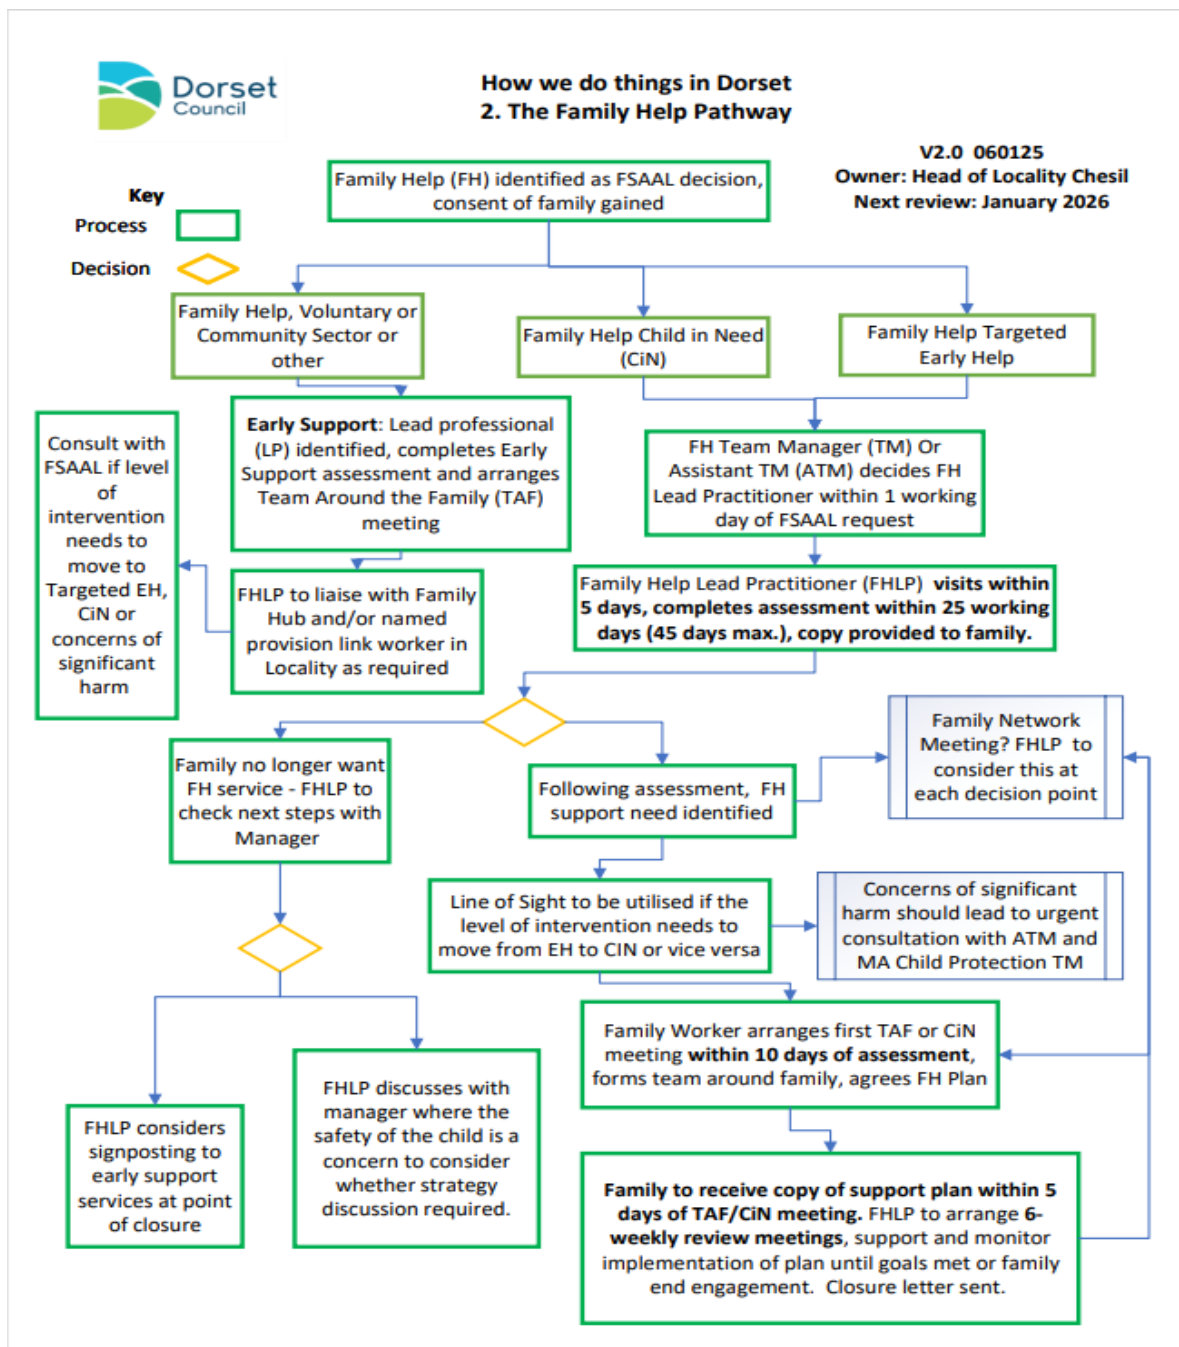 Dorset
Council
How we do things in Dorset
2. The Family Help Pathway
V2.0 060125
Owner: Head of Locality Chesil
Next review: January 2026
Key
Process
Decision
Family Help (FH) identified as FSAAL decision,
consent of family gained
Family Help, Voluntary or
Community Sector or
other
Family Help Child in Need
(CiN)
Family Help Targeted
Early Help
Early Support: Lead professional
(LP) identified, completes Early
Support assessment and arranges
Team Around the Family (TAF)
meeting
Consult with
FSAAL if level
of
intervention
needs to
move to
Targeted EH,
CiN or
concerns of
significant
harm
FH Team Manager (TM) Or
Assistant TM (ATM) decides FH
Lead Practitioner within 1 working
day of FSAAL request
FHLP to liaise with Family
Hub and/or named
provision link worker in
Locality as required
Family Help Lead Practitioner (FHLP) visits within
5 days, completes assessment within 25 working
days (45 days max.), copy provided to family.
Family no longer want
FH service - FHLP to
check next steps with
Manager
Following assessment, FH
support need identified
Family Network
Meeting? FHLP to
consider this at
each decision point
Line of Sight to be utilised if the
level of intervention needs to
move from EH to CIN or vice versa
Concerns of significant
harm should lead to urgent
consultation with ATM and
MA Child Protection TM
Family Worker arranges first TAF or CiN
meeting within 10 days of assessment,
forms team around family, agrees FH Plan
FHLP considers
signposting to
early support
services at point
of closure
FHLP discusses with
manager where the
safety of the child is a
concern to consider
whether strategy
discussion required.
Family to receive copy of support plan within 5
days of TAF/CiN meeting. FHLP to arrange 6-
weekly review meetings, support and monitor
implementation of plan until goals met or family
end engagement. Closure letter sent.